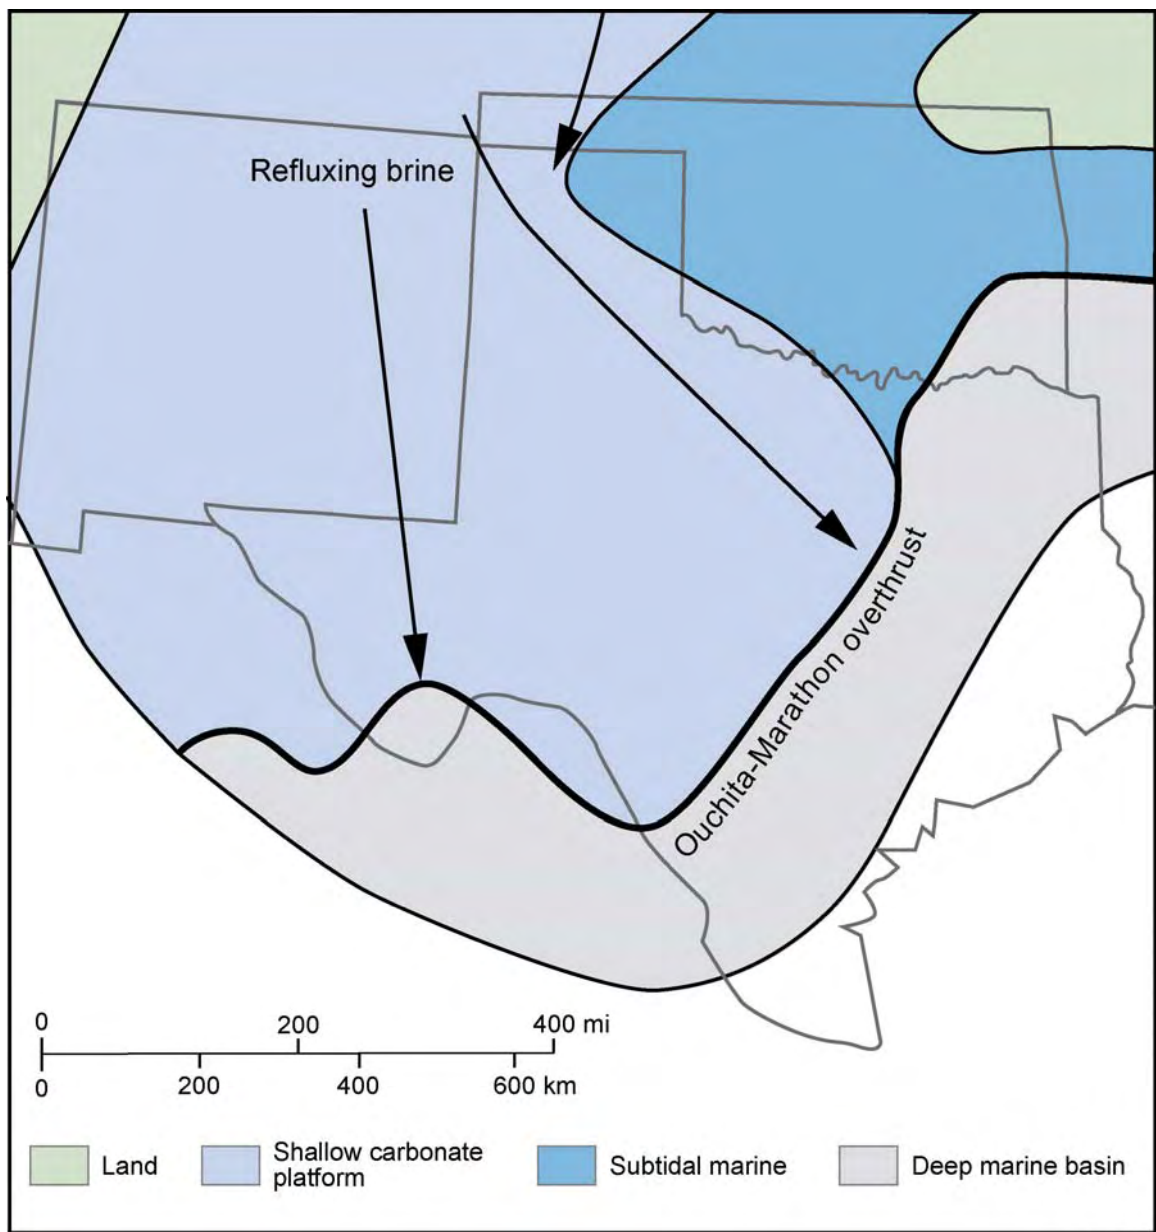 Refluxing brine
Ouchita-Marathon overthrust
0 200 400 mi
0 200 400 600 km
Land
Shallow carbonate
platform
Subtidal marine
Deep marine basin